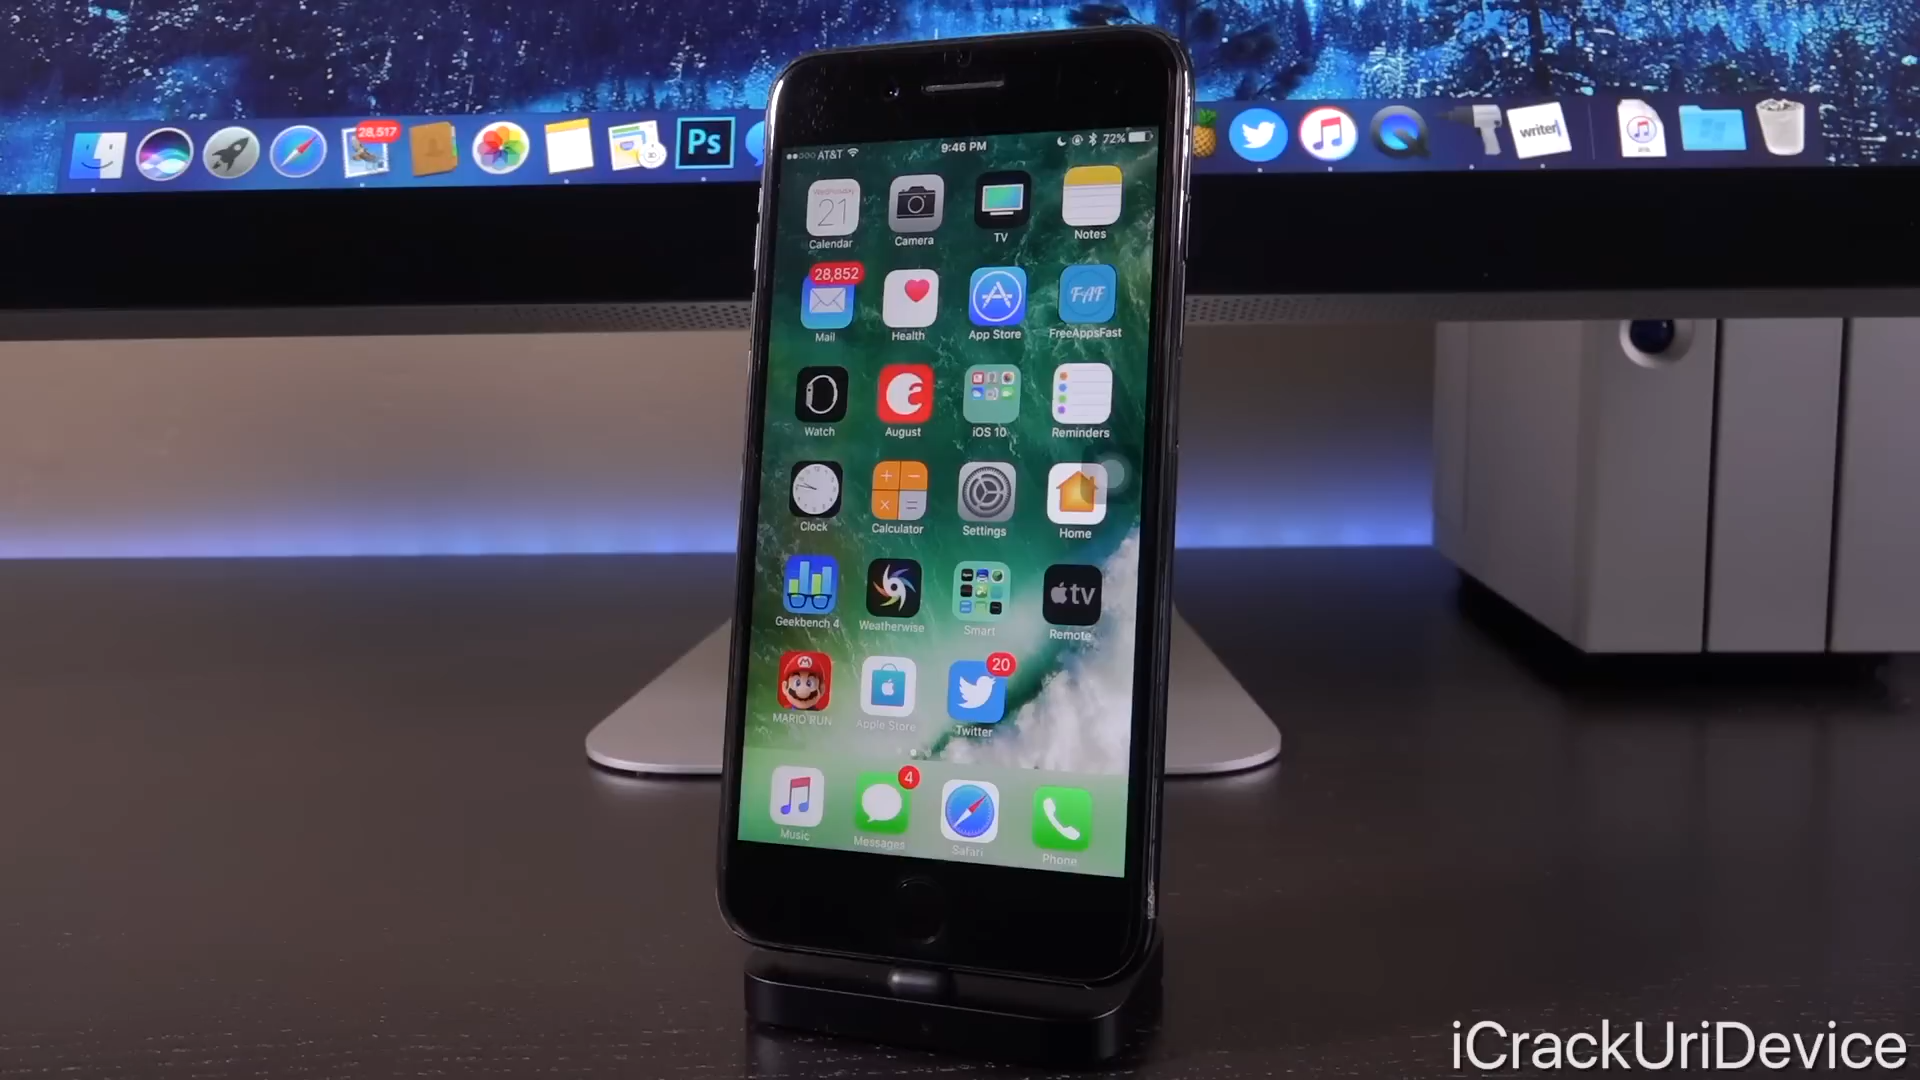 28,517
Ps
writer
AT&T
9:46 PM
72%
Wednesday
21
Calendar
Camera
TV
Notes
28,852
Mail
Health
App Store
FAF
FreeAppsFast
Watch
August
iOS 10
Reminders
Clock
Calculator
Settings
Home
Geekbench 4
Weatherwise
Smart
tv
Remote
MARIO RUN
Apple Store
20
Twitter
Music
4
Messages
Safari
Phone
iCrackUriDevice